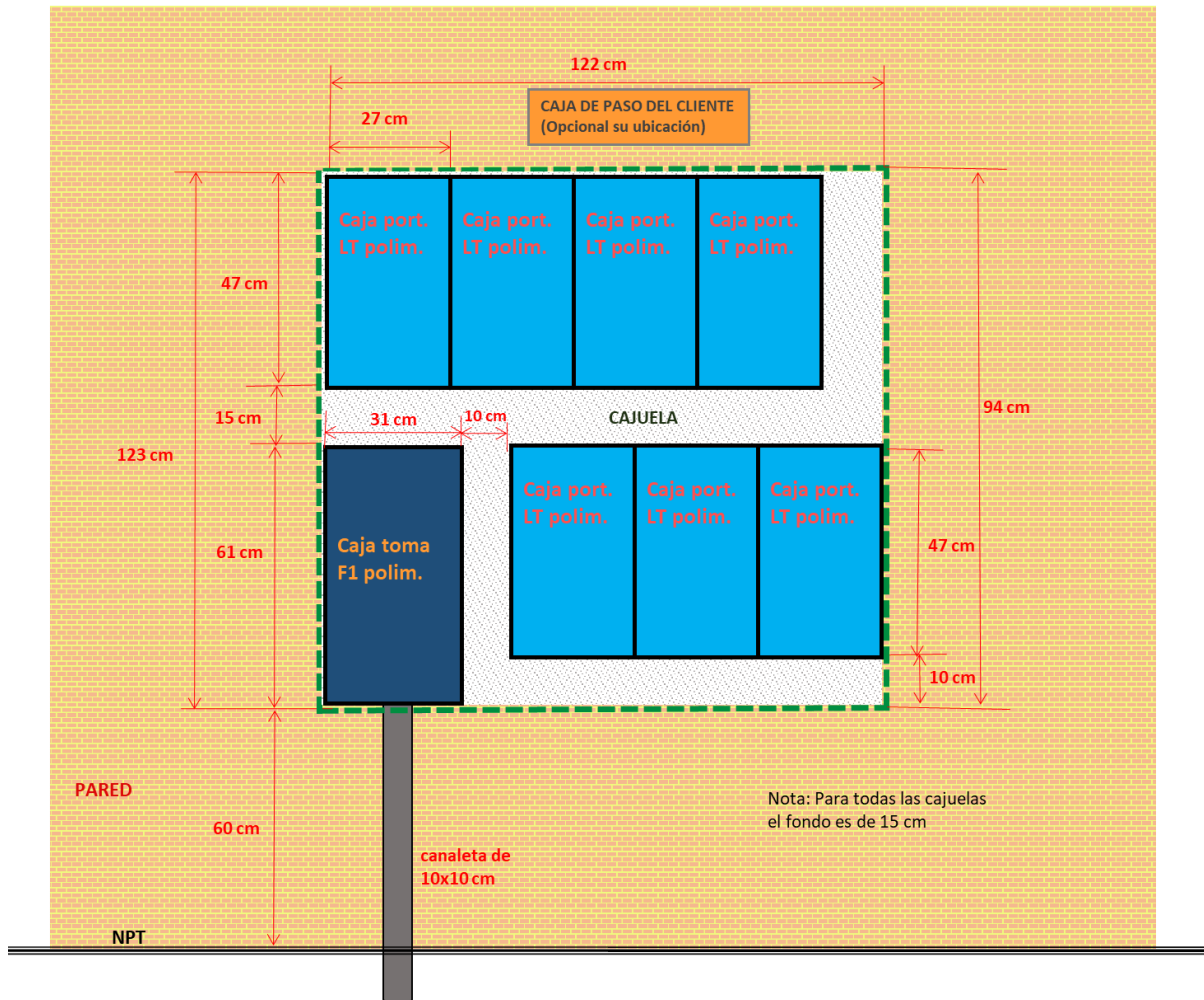 122 cm
CAJA DE PASO DEL CLIENTE
(Opcional su ubicación)
27 cm
Caja port.
LT polim.
Caja port.
LT polim.
Caja port.
LT polim.
Caja port.
LT polim.
47 cm
15 cm
31 cm
10 cm
CAJUELA
94 cm
123 cm
Caja port.
LT polim.
Caja port.
LT polim.
Caja port.
LT polim.
61 cm
Caja toma
F1 polim.
47 cm
10 cm
PARED
Nota: Para todas las cajuelas
el fondo es de 15 cm
60 cm
canaleta de
10x10 cm
NPT